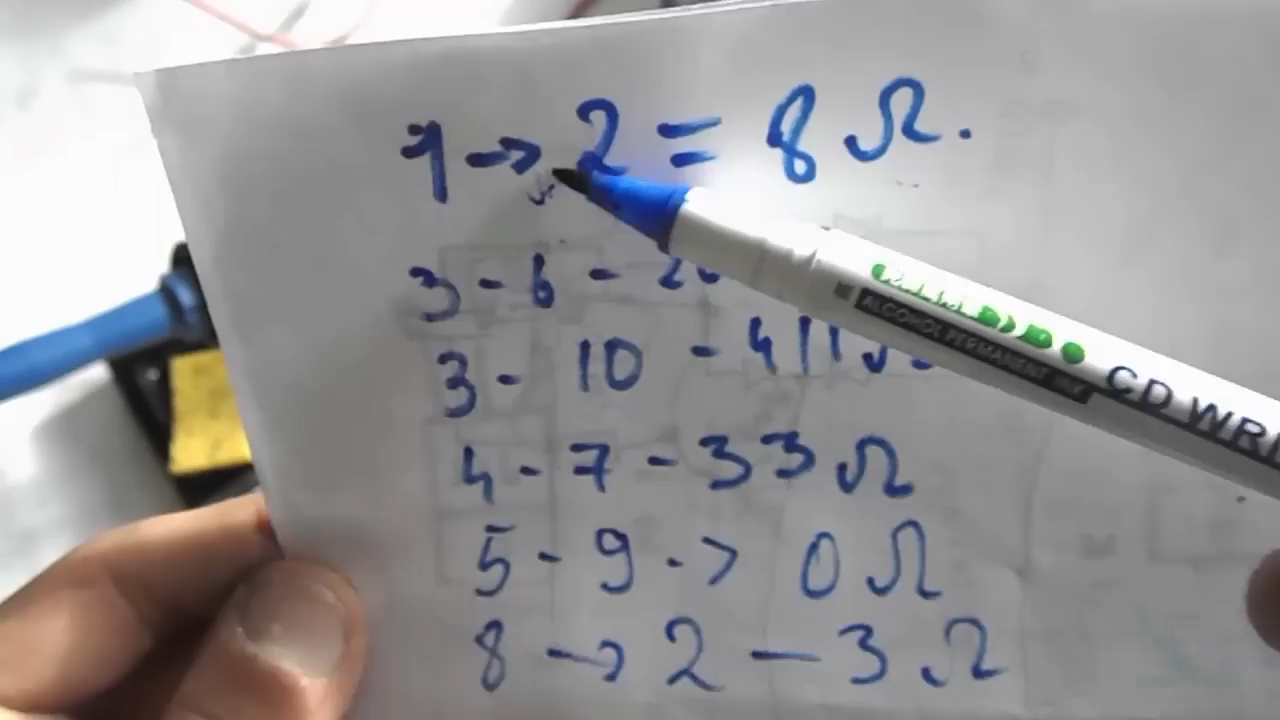 1 → 2 = 8 Ω.
3 - 6 -
3 - 10 - 411 Ω
4 - 7 - 33 Ω
5 - 9 -> 0 Ω
8 → 2 — 3 Ω
ALCOHOL PERMANENT INK
CD WRI